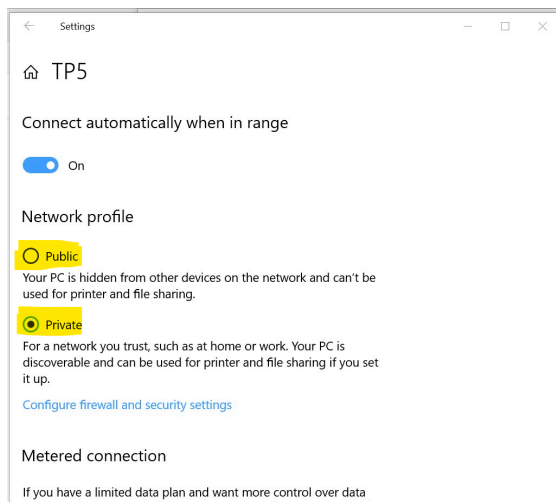 Settings
TP5
Connect automatically when in range
On
Network profile
Public
Your PC is hidden from other devices on the network and can't be
used for printer and file sharing.
Private
For a network you trust, such as at home or work. Your PC is
discoverable and can be used for printer and file sharing if you set
it up.
Configure firewall and security settings
Metered connection
If you have a limited data plan and want more control over data